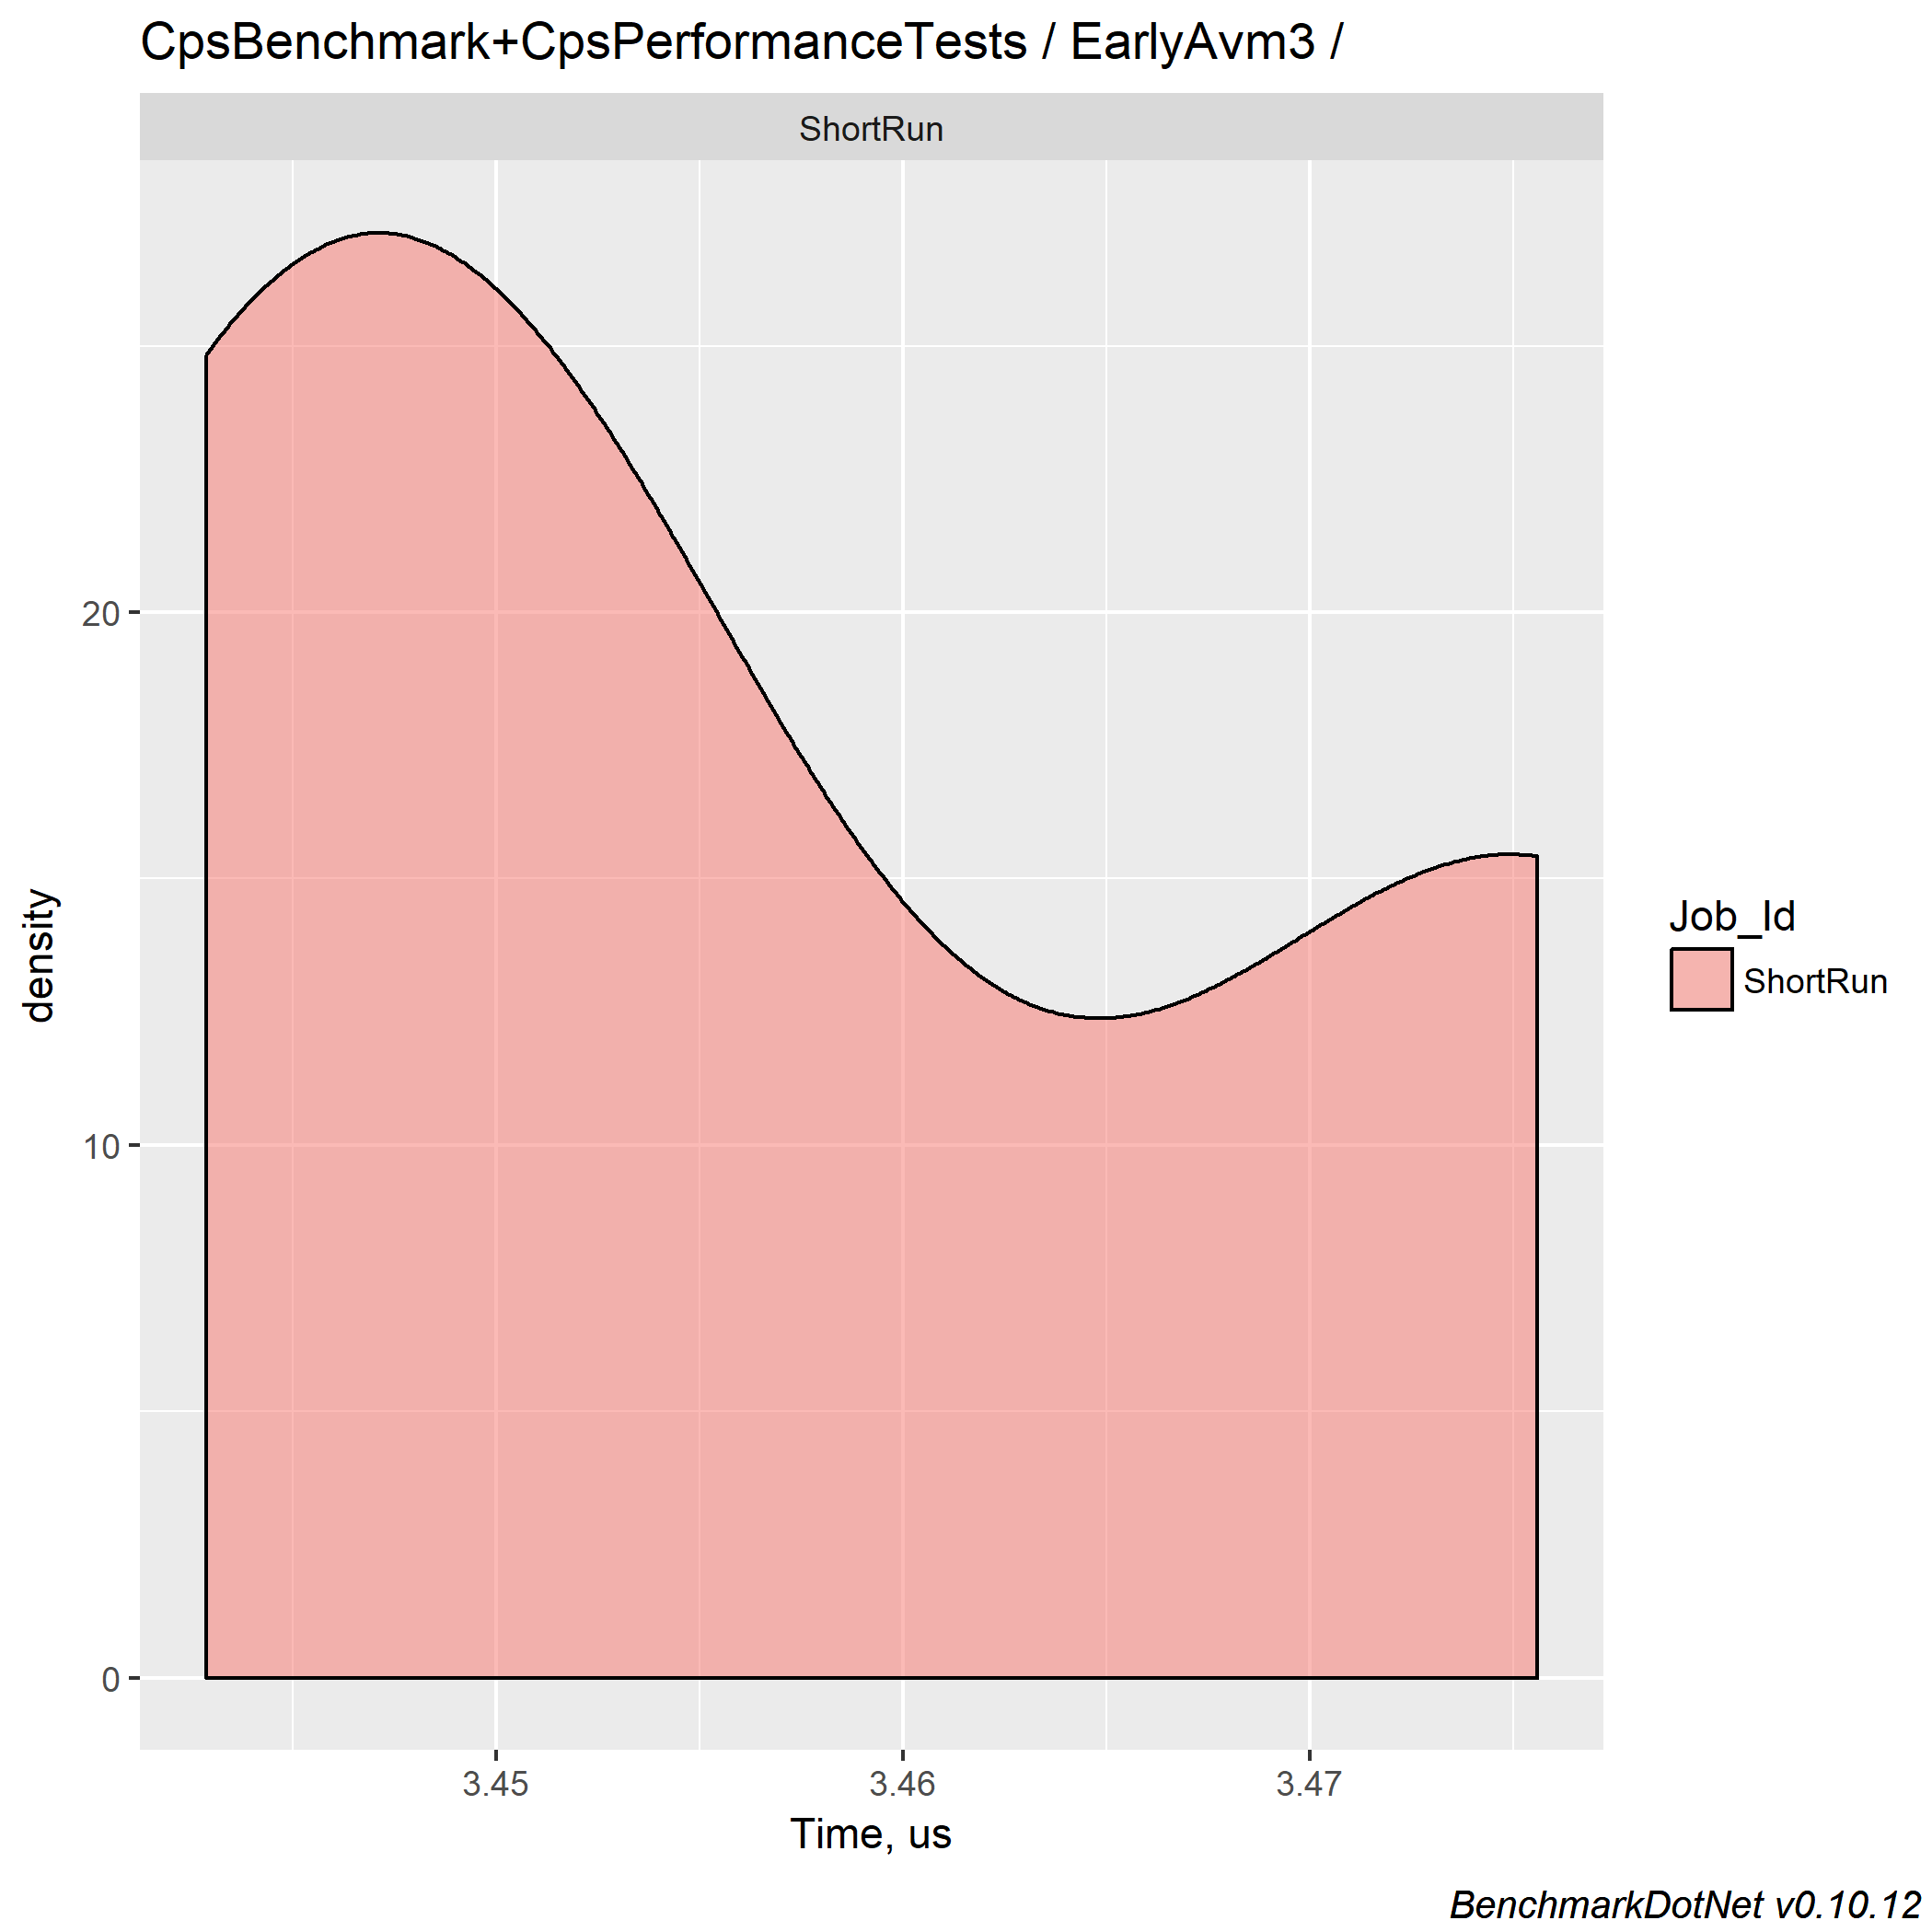 CpsBenchmark+CpsPerformanceTests / EarlyAvm3 /
ShortRun
20
10
0
density
3.45 3.46 3.47
Time, us
Job_Id
ShortRun
BenchmarkDotNet v0.10.12